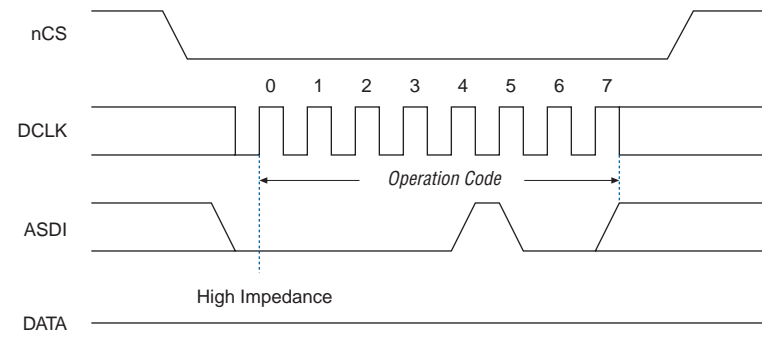 nCS
0 1 2 3 4 5 6 7
DCLK
Operation Code
ASDI
High Impedance
DATA